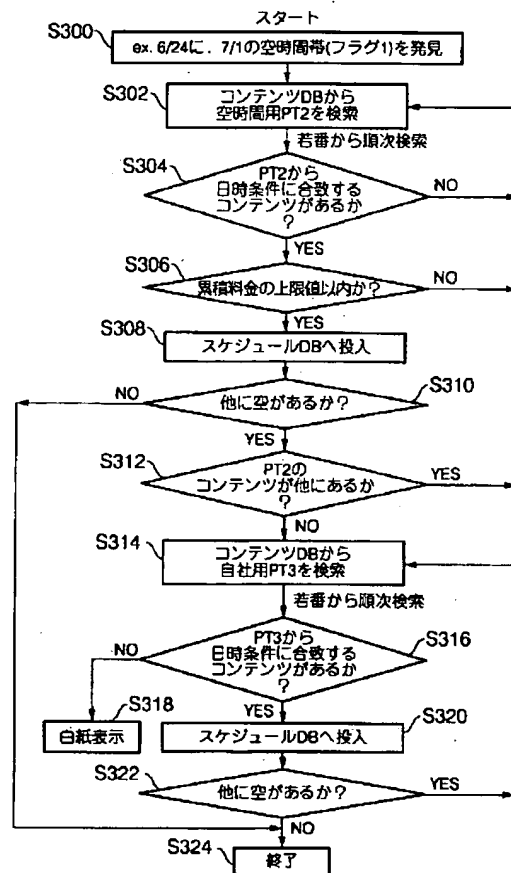 スタート
S300
ex. 6/24に、7/1の空時間帯(フラグ1)を発見
S302
コンテンツDBから
空時間用PT2を検索
若番から順次検索
S304
PT2から
日時条件に合致する
コンテンツがあるか
?
NO
YES
S306
累積料金の上限値以内か?
NO
YES
S308
スケジュールDBへ投入
S310
他に空があるか?
NO
YES
S312
PT2の
コンテンツが他にあるか
?
YES
NO
S314
コンテンツDBから
自社用PT3を検索
若番から順次検索
S316
PT3から
日時条件に合致する
コンテンツがあるか
?
NO
YES
S318
白紙表示
S320
スケジュールDBへ投入
S322
他に空があるか?
YES
NO
S324
終了